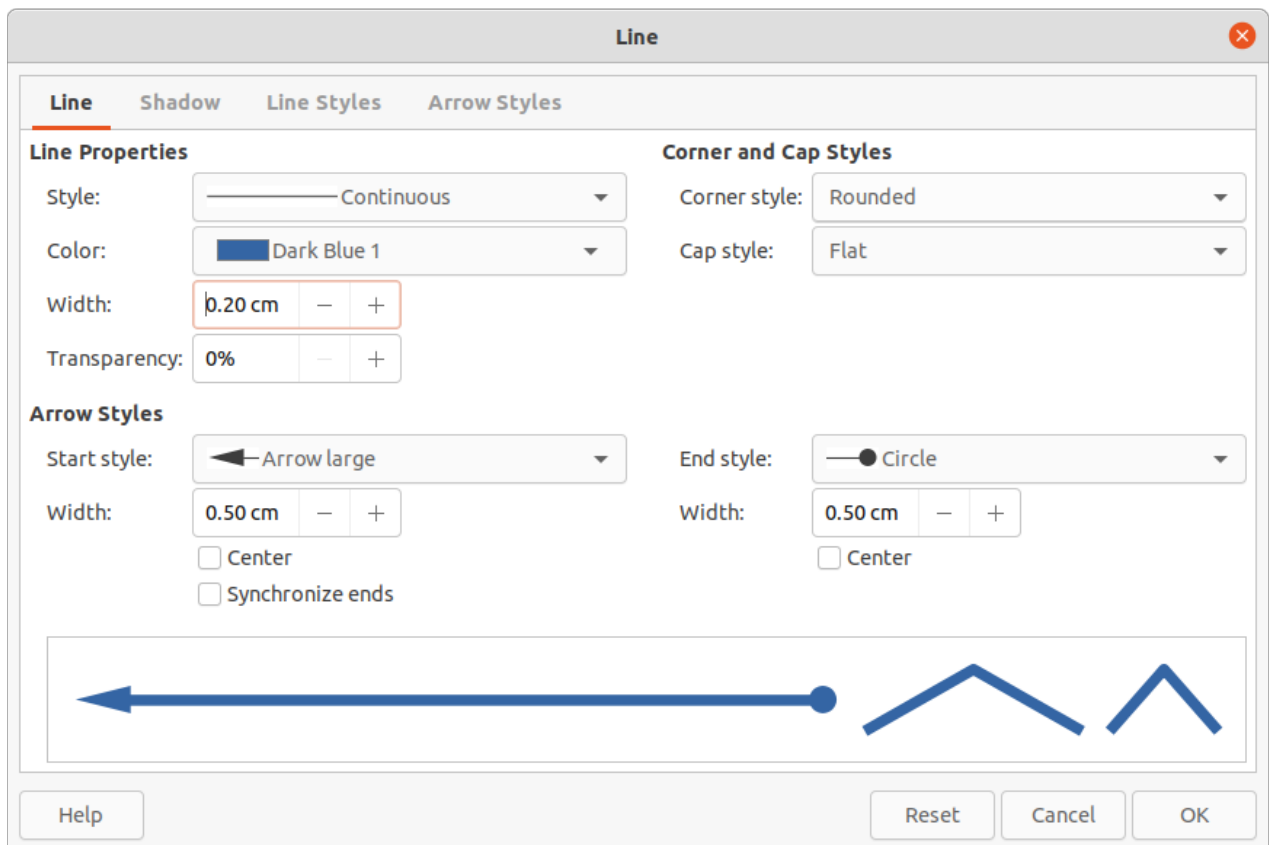 Line
Line Shadow Line Styles Arrow Styles
Line Properties
Style: Continuous
Color: Dark Blue 1
Width: 0.20 cm
Transparency: 0%
Corner and Cap Styles
Corner style: Rounded
Cap style: Flat
Arrow Styles
Start style: Arrow large
Width: 0.50 cm
Center
Synchronize ends
End style: Circle
Width: 0.50 cm
Center
Help Reset Cancel OK